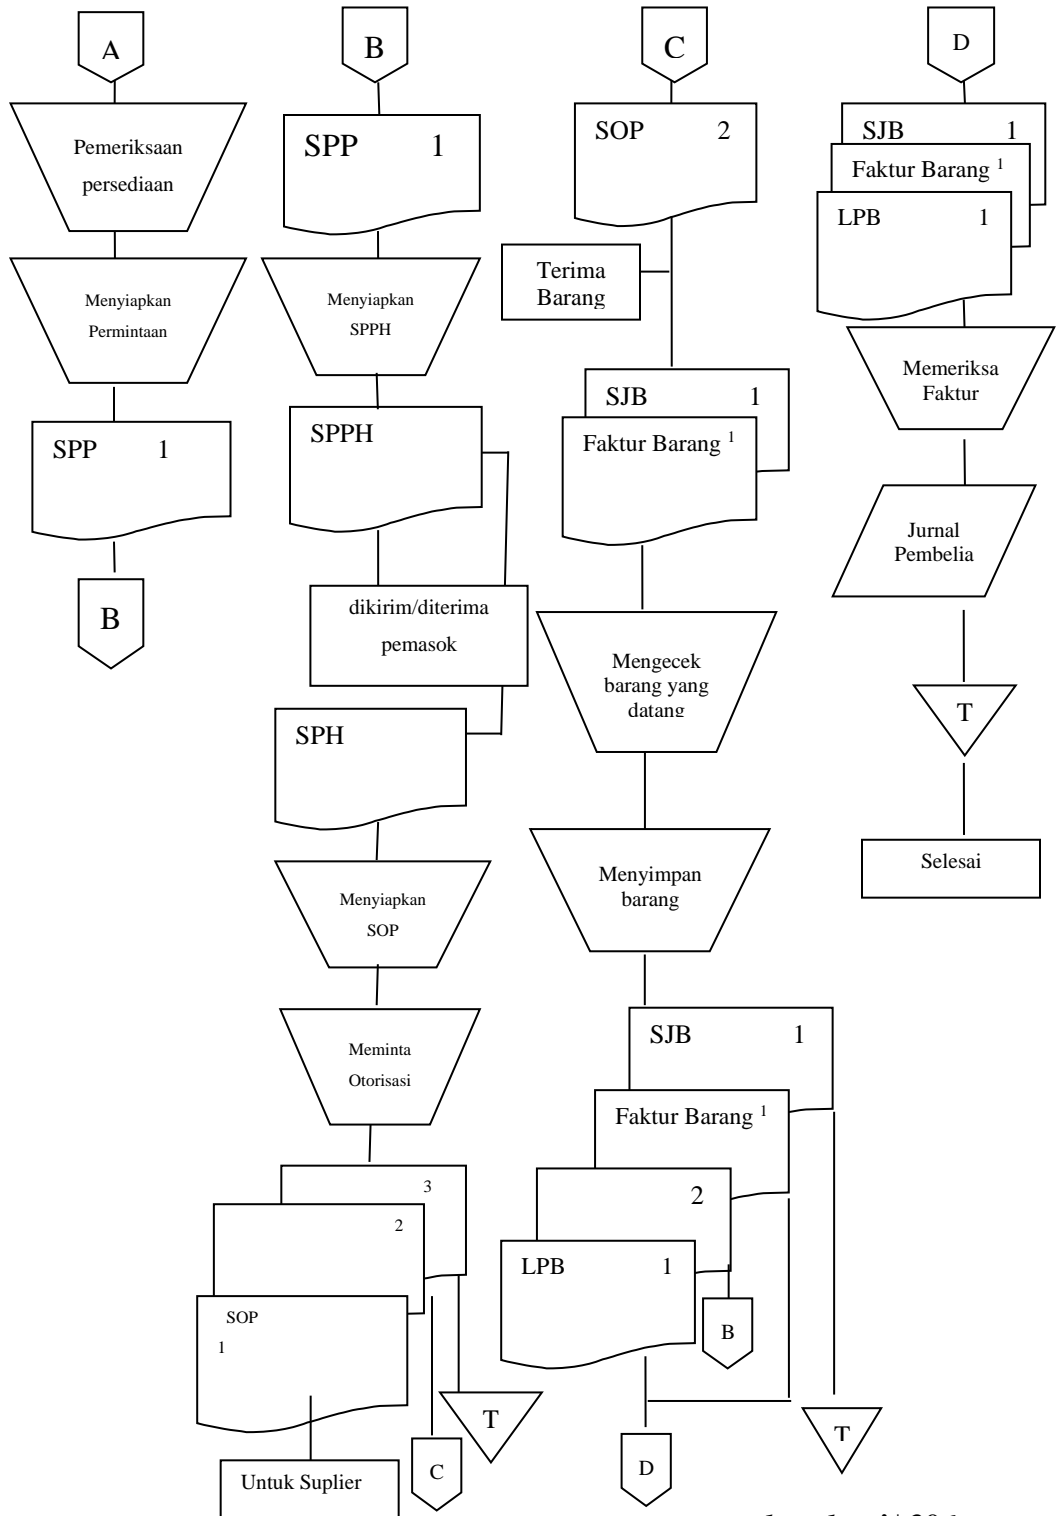 A
Pemeriksaan
persediaan
Menyiapkan
Permintaan
SPP 1
B
B
SPP 1
Menyiapkan
SPPH
SPPH
dikirim/diterima
pemasok
SPH
Menyiapkan
SOP
Meminta
Otorisasi
3
2
SOP
1
Untuk Suplier
C
T
C
SOP 2
Terima
Barang
SJB 1
Faktur Barang 1
Mengecek
barang yang
datang
Menyimpan
barang
SJB 1
Faktur Barang 1
2
LPB 1
B
D
T
D
SJB 1
Faktur Barang 1
LPB 1
Memeriksa
Faktur
Jurnal
Pembelia
T
Selesai